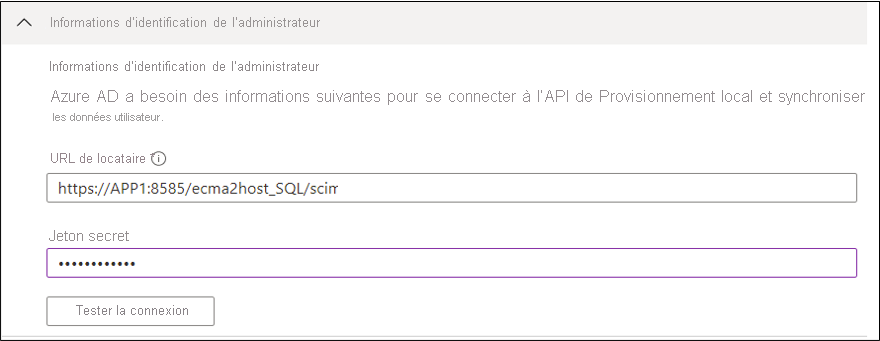 Informations d'identification de l'administrateur
Informations d'identification de l'administrateur
Azure AD a besoin des informations suivantes pour se connecter à l'API de Provisionnement local et synchroniser
les données utilisateur.
URL de locataire *
https://APP1:8585/ecma2host_SQL/scim
Jeton secret
••••••••••••
Tester la connexion